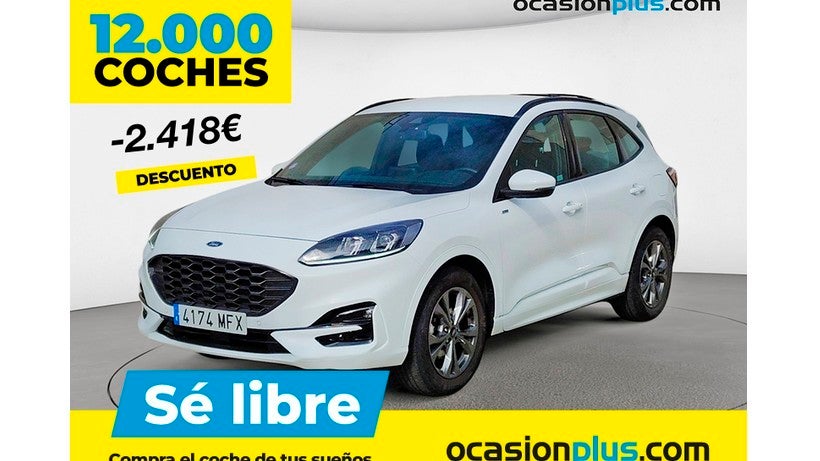 ocasionplus.com
12.000
COCHES
-2.418€
DESCUENTO
Ford
4174 MFX
Sé libre
Compra el coche de tus sueños
ocasionplus.com